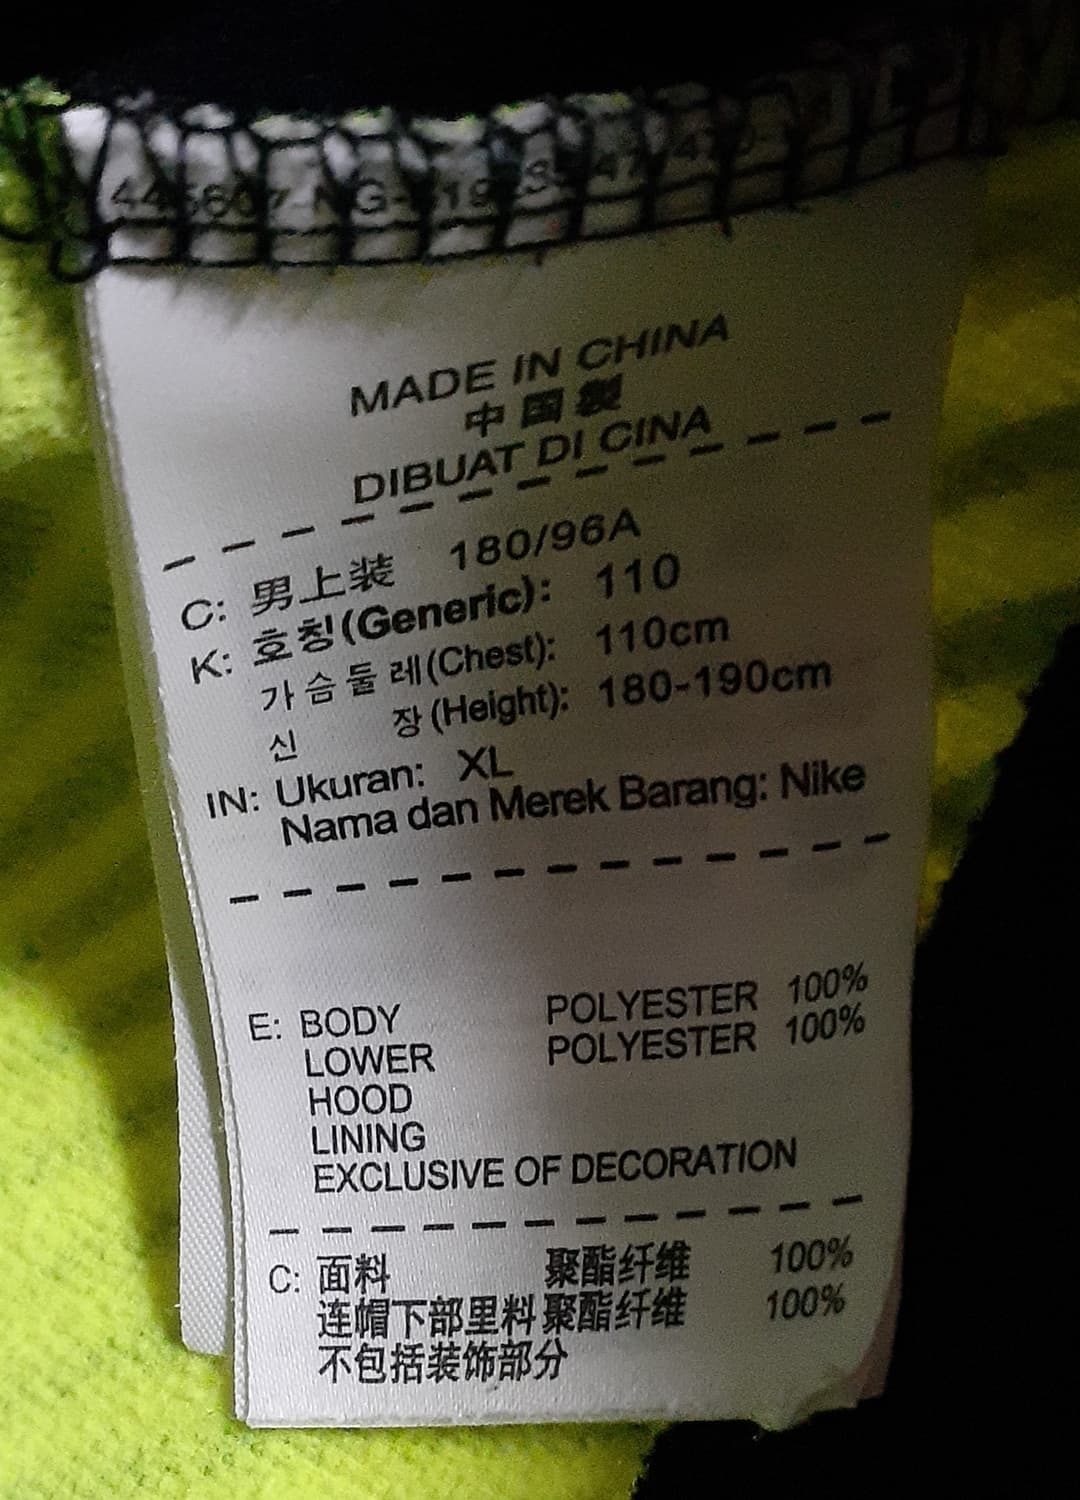 MADE IN CHINA
中国製
DIBUAT DI CINA
C: 男上装 180/96A
K: 호칭(Generic): 110
가슴둘레(Chest): 110cm
신 장(Height): 180-190cm
IN: Ukuran: XL
Nama dan Merek Barang: Nike
E: BODY POLYESTER 100%
LOWER POLYESTER 100%
HOOD
LINING
EXCLUSIVE OF DECORATION
C: 面料 聚酯纤维 100%
连帽下部里料 聚酯纤维 100%
不包括装饰部分